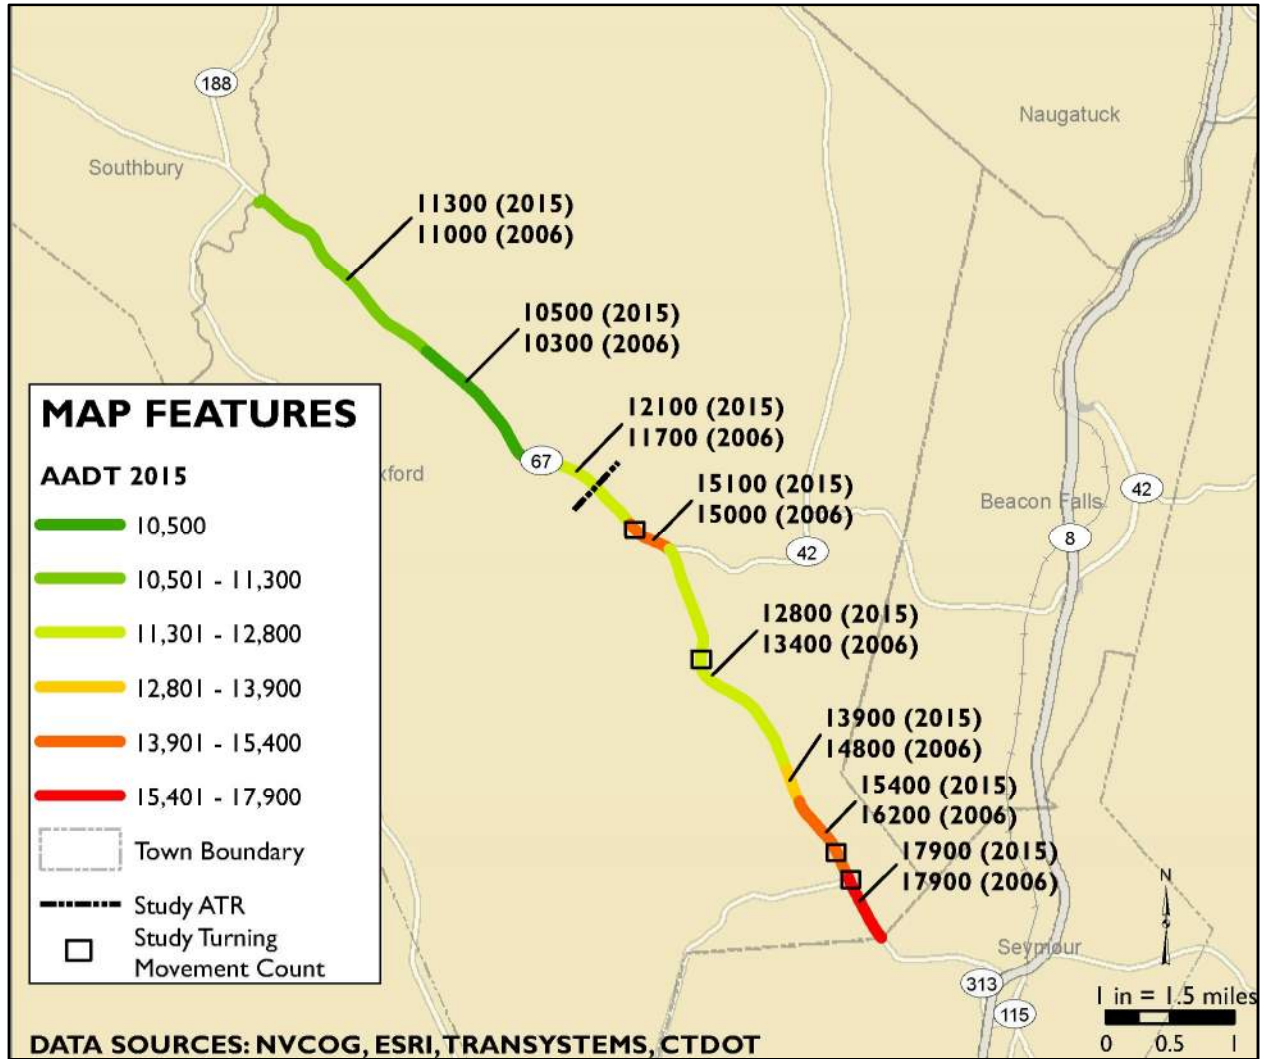 188
Naugatuck
Southbury
11300 (2015)
11000 (2006)
10500 (2015)
10300 (2006)
12100 (2015)
11700 (2006)
67
15100 (2015)
15000 (2006)
xford
Beacon Falls
42
8
42
12800 (2015)
13400 (2006)
13900 (2015)
14800 (2006)
15400 (2015)
16200 (2006)
17900 (2015)
17900 (2006)
Seymour
313
115
N
1 in = 1.5 miles
0 0.5 1
MAP FEATURES
AADT 2015
10,500
10,501 - 11,300
11,301 - 12,800
12,801 - 13,900
13,901 - 15,400
15,401 - 17,900
Town Boundary
Study ATR
Study Turning
Movement Count
DATA SOURCES: NVCOG, ESRI, TRANSYSTEMS, CTDOT